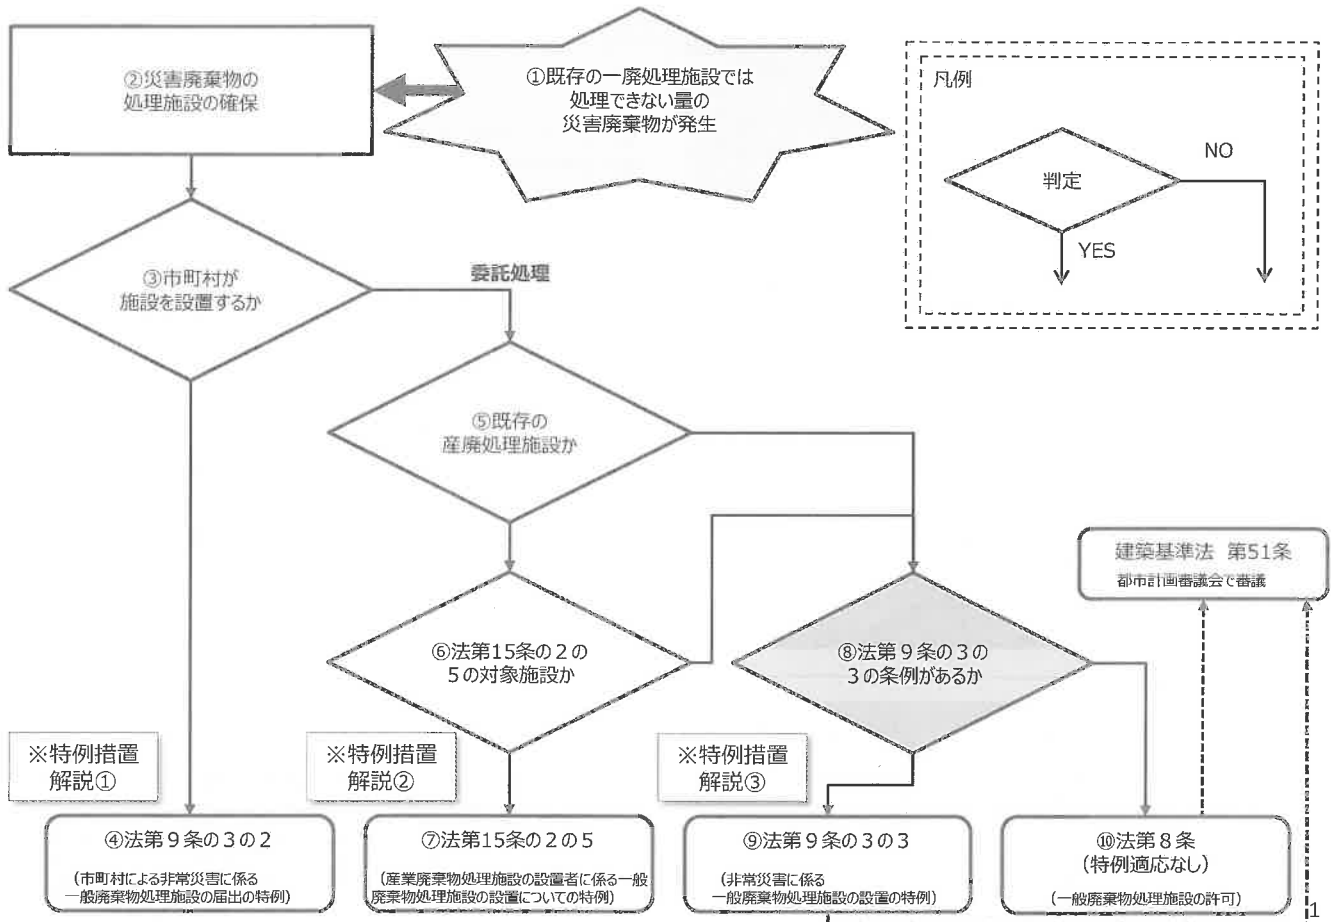 ①既存の一廃処理施設では
処理できない量の
災害廃棄物が発生
②災害廃棄物の
処理施設の確保
凡例
判定
NO
YES
③市町村が
施設を設置するか
委託処理
⑤既存の
産廃処理施設か
建築基準法 第51条
都市計画審議会で審議
⑥法第15条の2の
5の対象施設か
⑧法第9条の3の
3の条例があるか
※特例措置
解説①
※特例措置
解説②
※特例措置
解説③
④法第9条の3の2
(市町村による非常災害に係る
一般廃棄物処理施設の届出の特例)
⑦法第15条の2の5
(産業廃棄物処理施設の設置者に係る一般
廃棄物処理施設の設置についての特例)
⑨法第9条の3の3
(非常災害に係る
一般廃棄物処理施設の設置の特例)
⑩法第8条
(特例適応なし)
(一般廃棄物処理施設の許可)
1